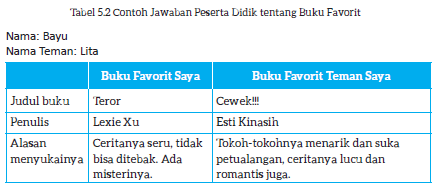 Tabel 5.2 Contoh Jawaban Peserta Didik tentang Buku Favorit
Nama: Bayu
Nama Teman: Lita
Buku Favorit Saya Buku Favorit Teman Saya
Judul buku Teror Cewek!!!
Penulis Lexie Xu Esti Kinasih
Alasan Ceritanya seru, tidak Tokoh-tokohnya menarik dan suka
menyukainya bisa ditebak. Ada petualangan, ceritanya lucu dan
misterinya. romantis juga.